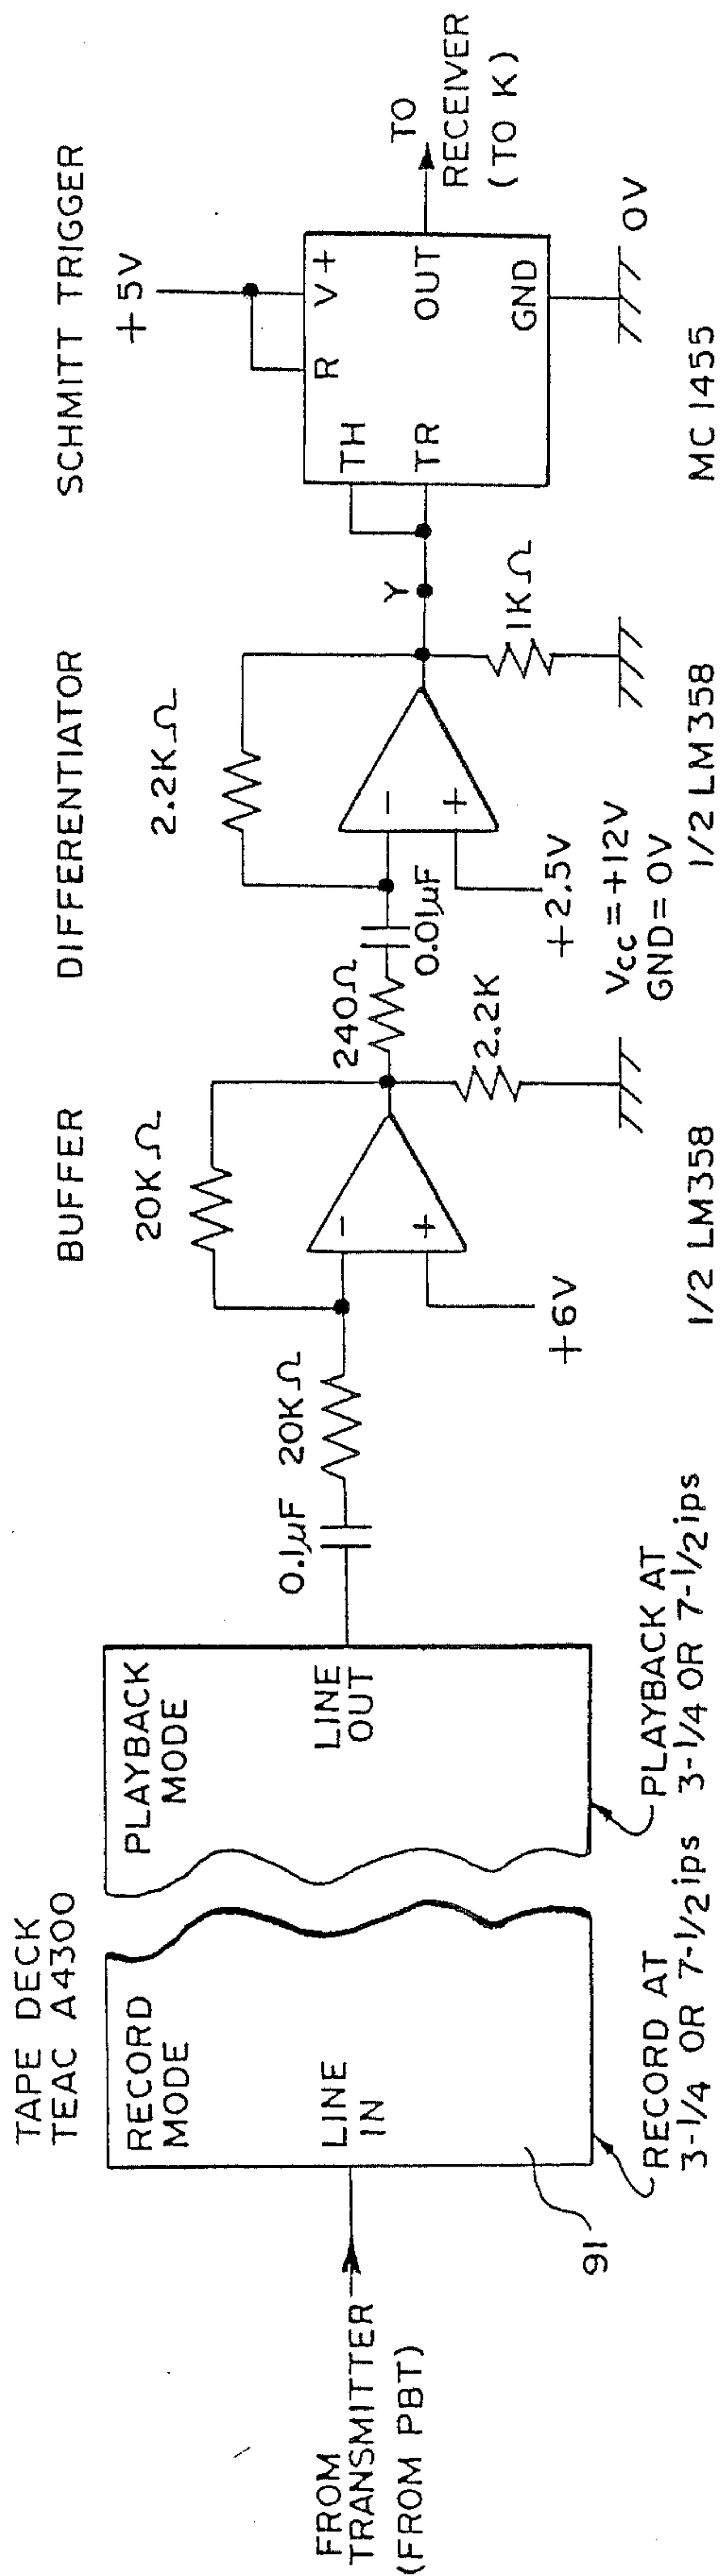 TAPE DECK
TEAC A4300
RECORD
MODE
LINE
IN
PLAYBACK
MODE
LINE
OUT
FROM
TRANSMITTER
(FROM PBT)
91
RECORD AT
3-1/4 OR 7-1/2 ips
PLAYBACK AT
3-1/4 OR 7-1/2 ips
BUFFER
0.1µF
20KΩ
20KΩ
-
+
+6V
2.2K
1/2 LM358
DIFFERENTIATOR
240Ω
0.01µF
2.2KΩ
-
+
+2.5V
Vcc = +12V
GND = 0V
1/2 LM358
Y
1KΩ
SCHMITT TRIGGER
+5V
R
V+
TH
TR
OUT
GND
0V
MC 1455
TO
RECEIVER
(TO K)